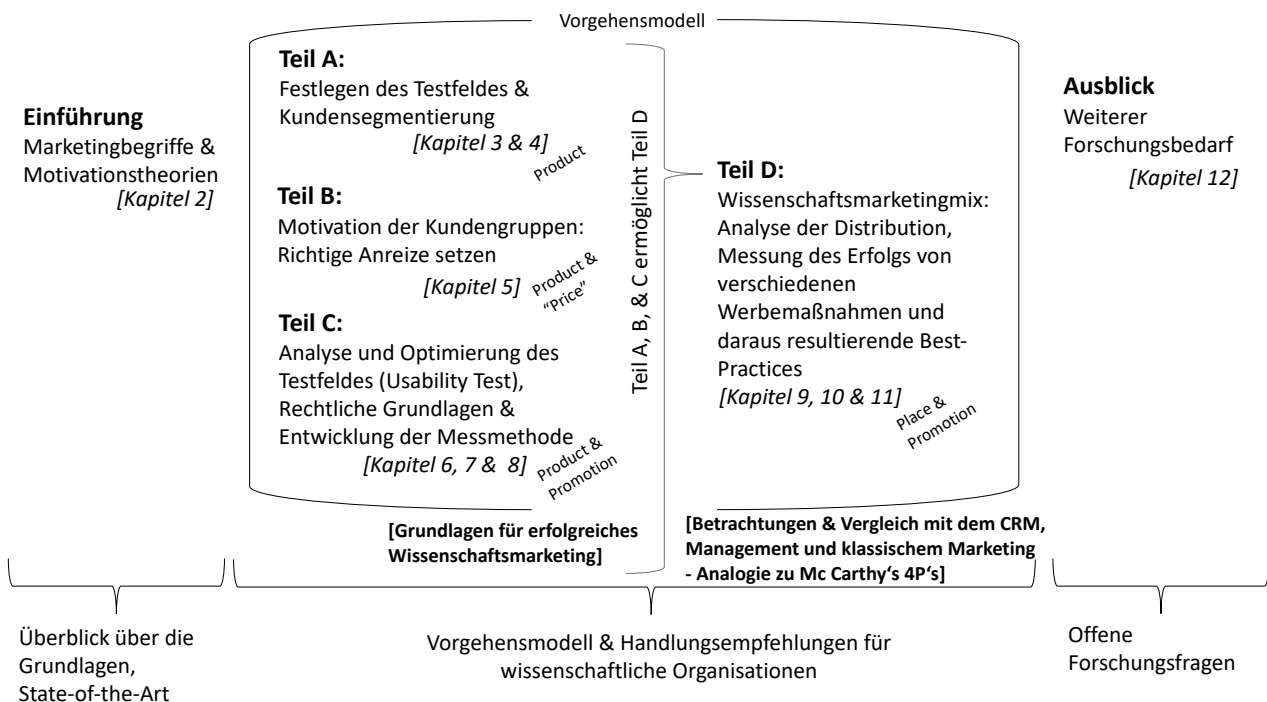 Vorgehensmodell
Einführung
Marketingbegriffe &
Motivationstheorien
[Kapitel 2]
Teil A:
Festlegen des Testfeldes &
Kundensegmentierung
[Kapitel 3 & 4]
Product
Teil B:
Motivation der Kundengruppen:
Richtige Anreize setzen
[Kapitel 5]
Product &
“Price”
Teil C:
Analyse und Optimierung des
Testfeldes (Usability Test),
Rechtliche Grundlagen &
Entwicklung der Messmethode
[Kapitel 6, 7 & 8]
Product &
Promotion
[Grundlagen für erfolgreiches
Wissenschaftsmarketing]
Teil A, B, & C ermöglicht Teil D
Teil D:
Wissenschaftsmarketingmix:
Analyse der Distribution,
Messung des Erfolgs von
verschiedenen
Werbemaßnahmen und
daraus resultierende Best-
Practices
[Kapitel 9, 10 & 11]
Place &
Promotion
[Betrachtungen & Vergleich mit dem CRM,
Management und klassischem Marketing
- Analogie zu Mc Carthy‘s 4P‘s]
Ausblick
Weiterer
Forschungsbedarf
[Kapitel 12]
Überblick über die
Grundlagen,
State-of-the-Art
Vorgehensmodell & Handlungsempfehlungen für
wissenschaftliche Organisationen
Offene
Forschungsfragen